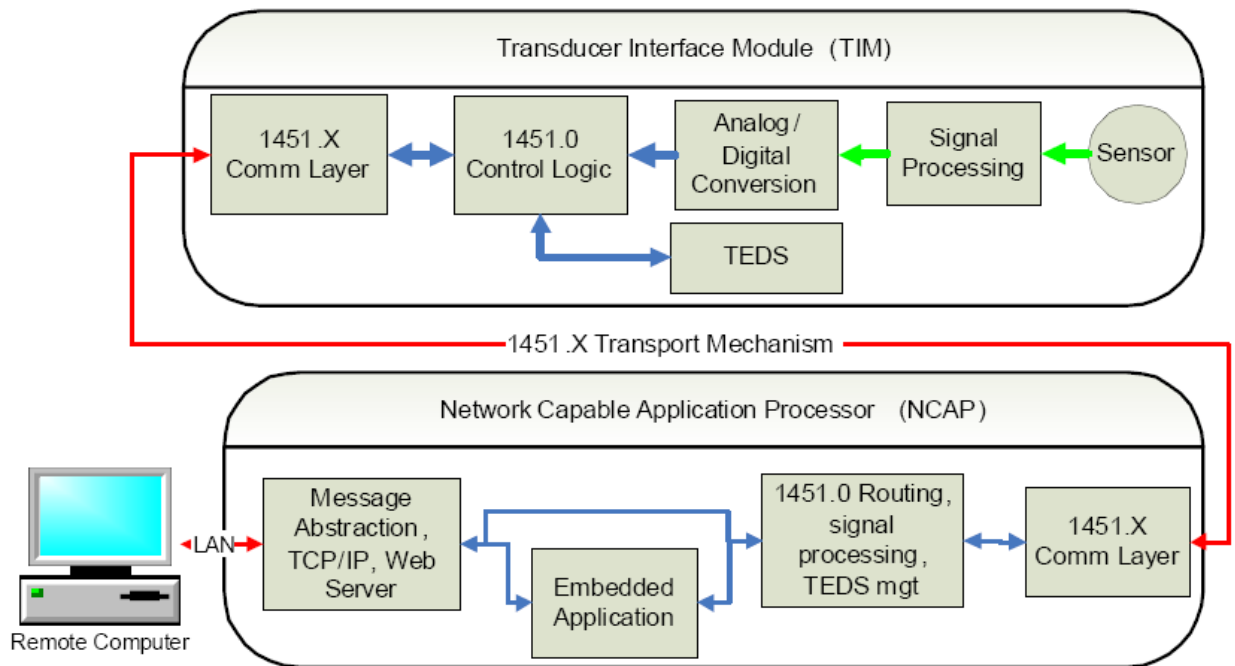 Transducer Interface Module (TIM)
1451.X
Comm Layer
1451.0
Control Logic
Analog /
Digital
Conversion
Signal
Processing
Sensor
TEDS
1451.X Transport Mechanism
Network Capable Application Processor (NCAP)
Message
Abstraction ,
TCP/IP, Web
Server
Embedded
Application
1451.0 Routing,
signal
processing ,
TEDS mgt
1451.X
Comm Layer
LAN
Remote Computer